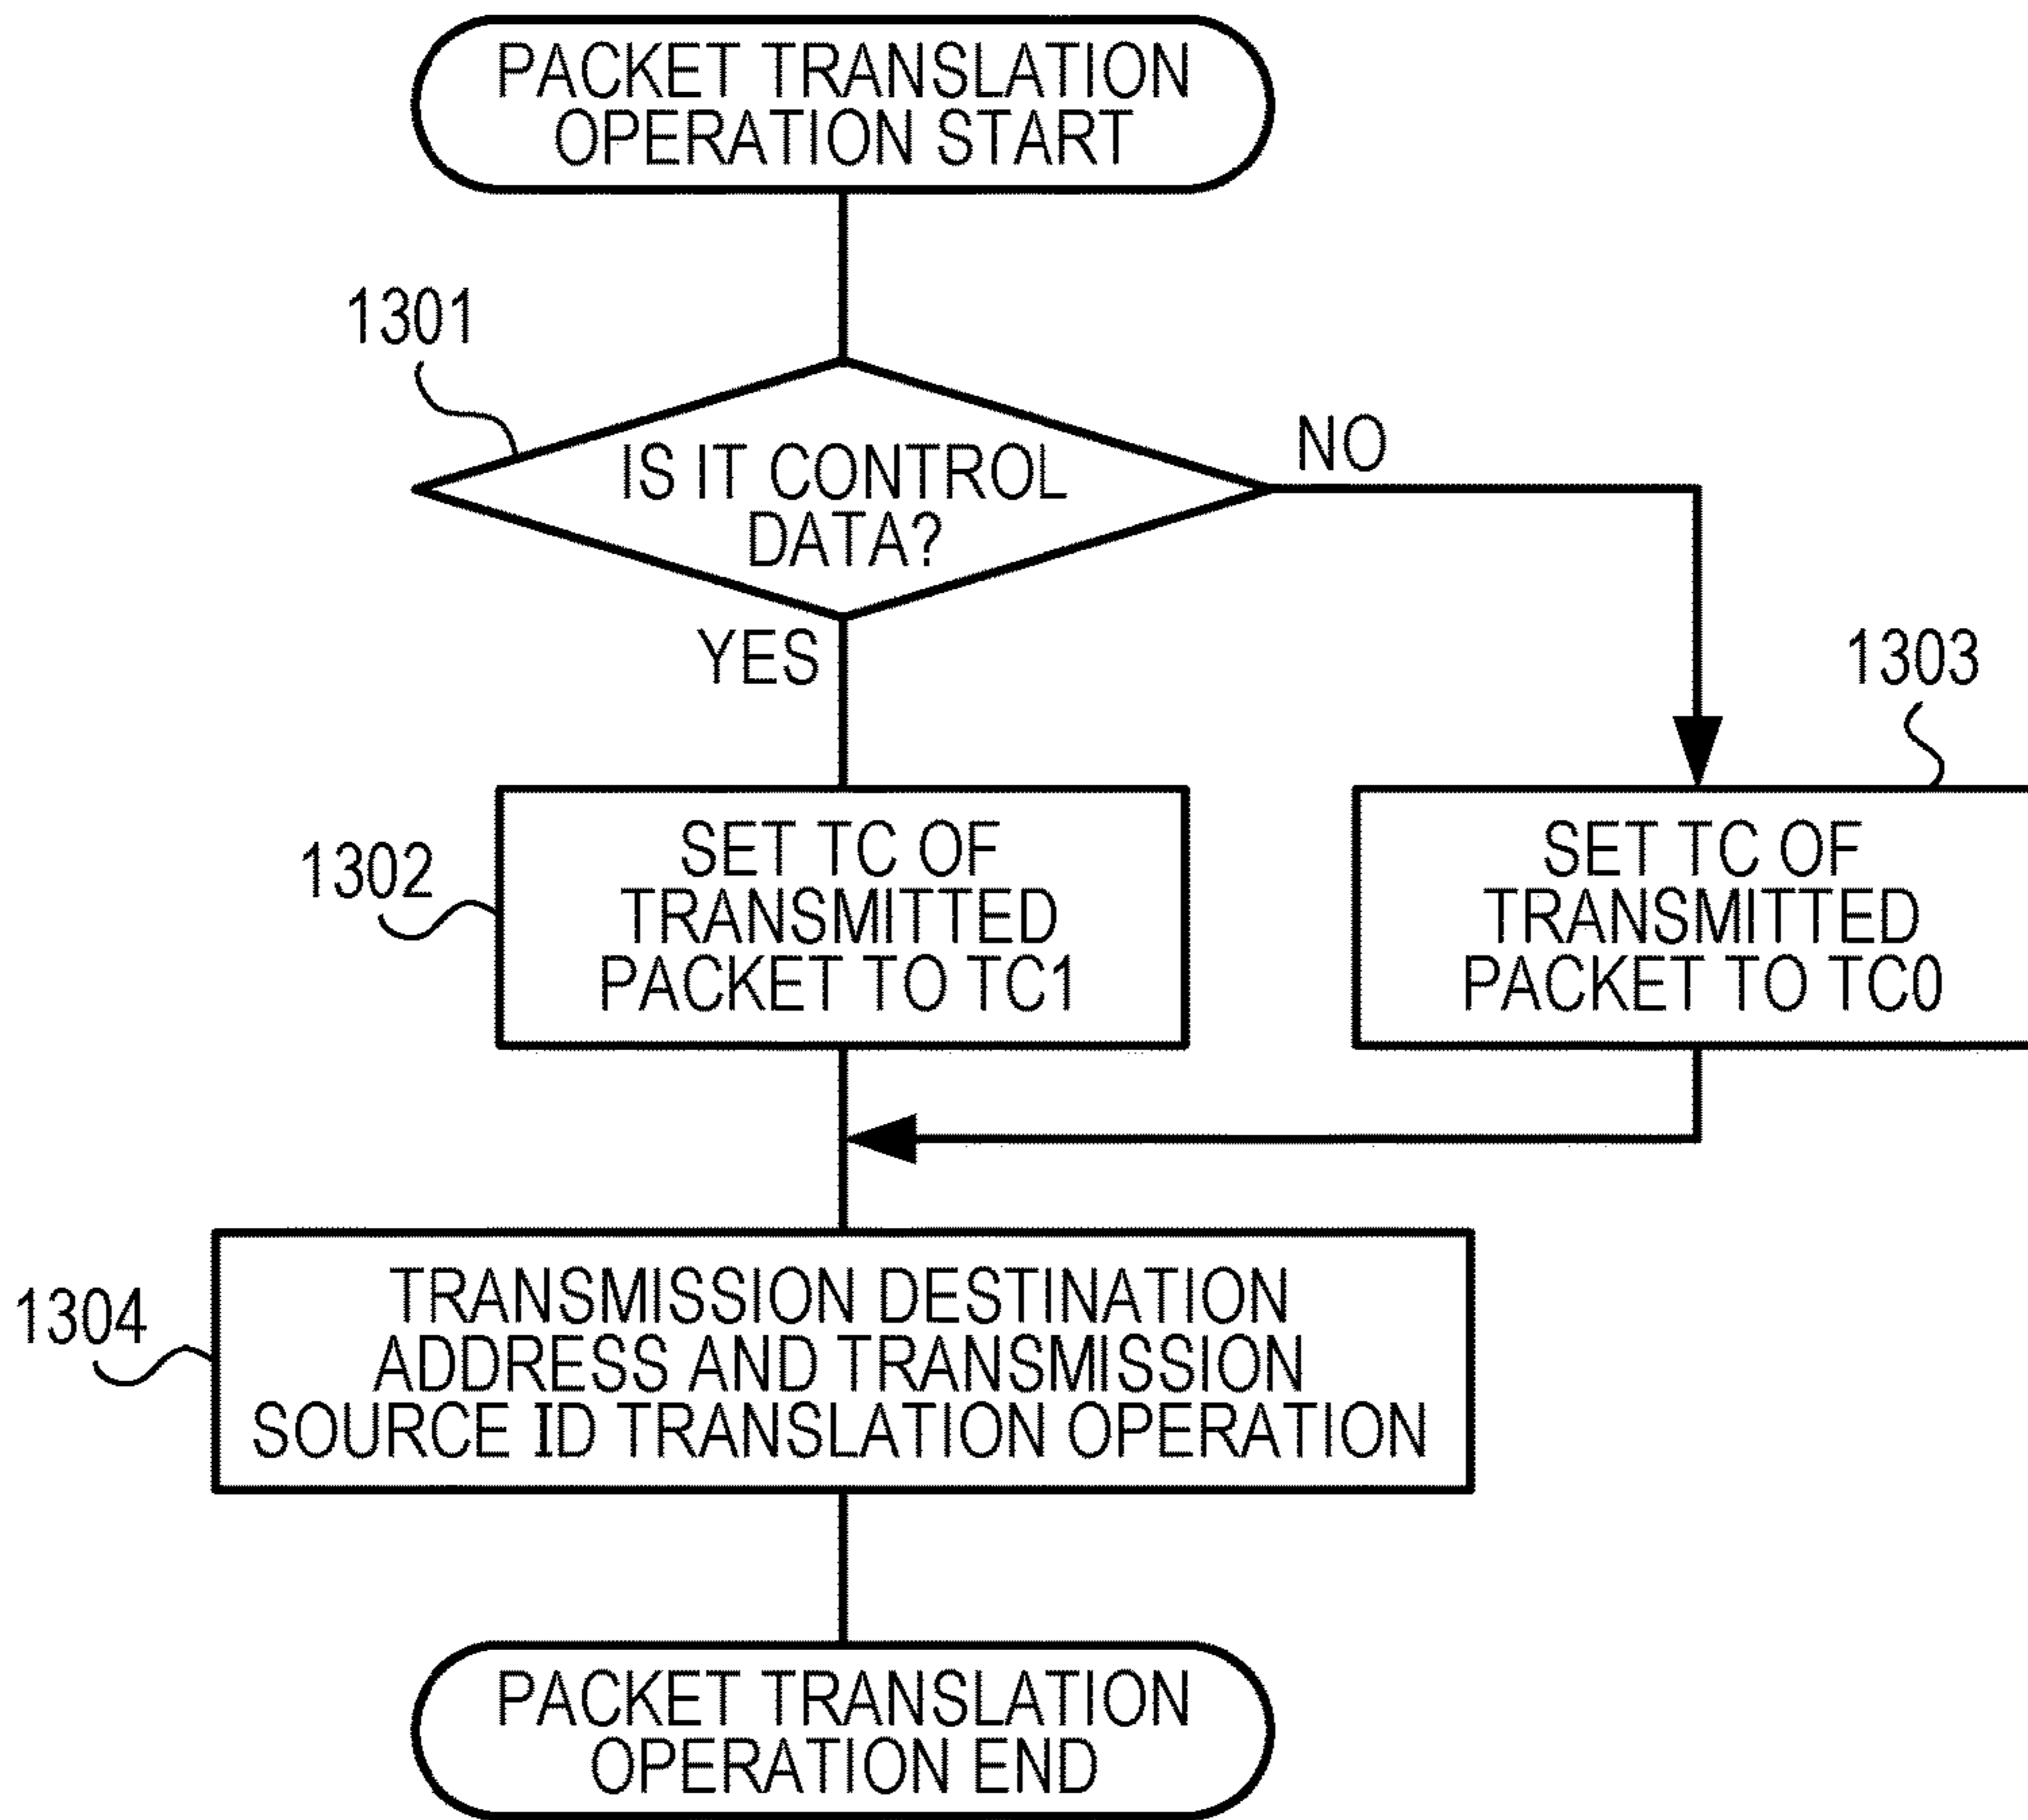 PACKET TRANSLATION
OPERATION START
1301
IS IT CONTROL
DATA?
NO
YES
1303
1302
SET TC OF
TRANSMITTED
PACKET TO TC1
SET TC OF
TRANSMITTED
PACKET TO TC0
1304
TRANSMISSION DESTINATION
ADDRESS AND TRANSMISSION
SOURCE ID TRANSLATION OPERATION
PACKET TRANSLATION
OPERATION END